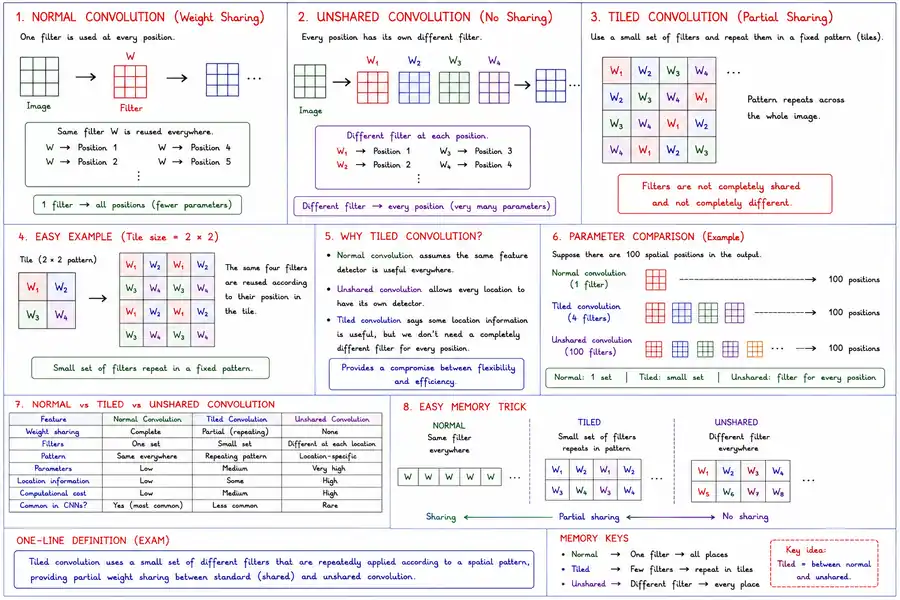 1. NORMAL CONVOLUTION (Weight Sharing)
One filter is used at every position.
W
Image
Filter
...
Same filter W is reused everywhere.
W → Position 1 W → Position 4
W → Position 2 W → Position 5
⋮
1 filter → all positions (fewer parameters)
2. UNSHARED CONVOLUTION (No Sharing)
Every position has its own different filter.
W₁ W₂ W₃ W₄
Image
...
Different filter at each position.
W₁ → Position 1 W₃ → Position 3
W₂ → Position 2 W₄ → Position 4
⋮
Different filter → every position (very many parameters)
3. TILED CONVOLUTION (Partial Sharing)
Use a small set of filters and repeat them in a fixed pattern (tiles).
W₁ W₂ W₃ W₄ ...
W₂ W₃ W₄ W₁
W₃ W₄ W₁ W₂
W₄ W₁ W₂ W₃
Pattern repeats across
the whole image.
Filters are not completely shared
and not completely different.
4. EASY EXAMPLE (Tile size = 2 × 2)
Tile (2 × 2 pattern)
W₁ W₂
W₃ W₄
W₁ W₂ W₁ W₂
W₃ W₄ W₃ W₄
W₁ W₂ W₁ W₂
W₃ W₄ W₃ W₄
The same four filters
are reused according
to their position in
the tile.
Small set of filters repeat in a fixed pattern.
5. WHY TILED CONVOLUTION?
• Normal convolution assumes the same feature
detector is useful everywhere.
• Unshared convolution allows every location to
have its own detector.
• Tiled convolution says some location information
is useful, but we don't need a completely
different filter for every position.
Provides a compromise between flexibility
and efficiency.
6. PARAMETER COMPARISON (Example)
Suppose there are 100 spatial positions in the output.
Normal convolution
(1 filter)
100 positions
Tiled convolution
(4 filters)
100 positions
Unshared convolution
(100 filters)
... 100 positions
Normal: 1 set | Tiled: small set | Unshared: filter for every position
7. NORMAL vs TILED vs UNSHARED CONVOLUTION
Feature Normal Convolution Tiled Convolution Unshared Convolution
Weight sharing Complete Partial (repeating) None
Filters One set Small set Different at each location
Pattern Same everywhere Repeating pattern Location-specific
Parameters Low Medium Very high
Location information Low Some High
Computational cost Low Medium High
Common in CNNs? Yes (most common) Less common Rare
8. EASY MEMORY TRICK
NORMAL
Same filter
everywhere
W W W W W ...
TILED
Small set of filters
repeats in pattern
W₁ W₂ W₁ W₂
W₃ W₄ W₃ W₄
...
UNSHARED
Different filter
everywhere
W₁ W₂ W₃ W₄
W₅ W₆ W₇ W₈
...
Sharing ← Partial sharing → No sharing
ONE-LINE DEFINITION (EXAM)
Tiled convolution uses a small set of different filters that are repeatedly applied according to a spatial pattern,
providing partial weight sharing between standard (shared) and unshared convolution.
MEMORY KEYS
• Normal → One filter → all places
• Tiled → Few filters → repeat in tiles
• Unshared → Different filter → every place
Key idea:
Tiled = between normal
and unshared.